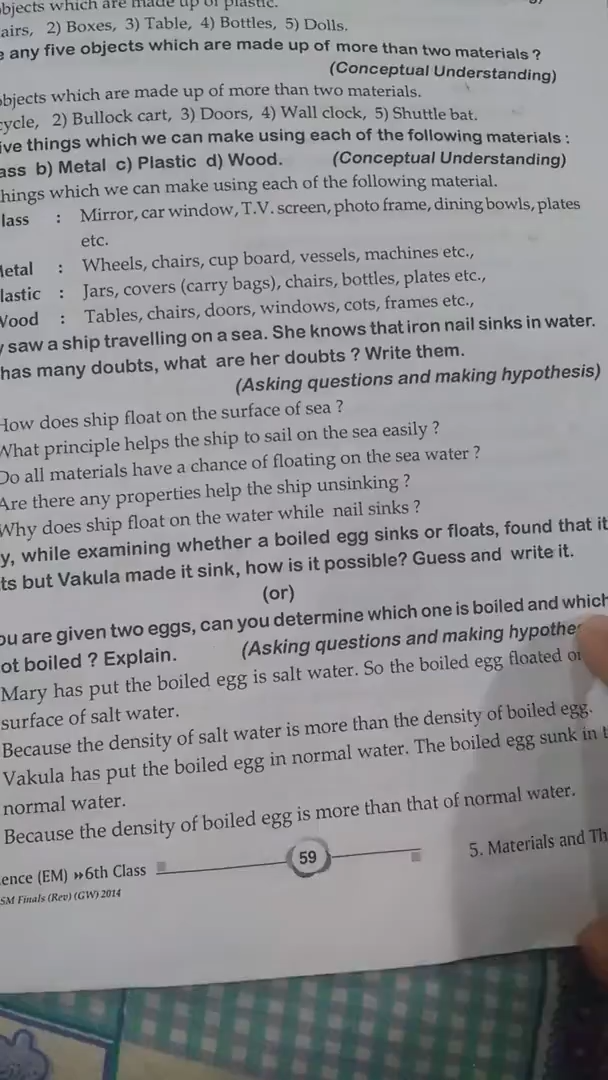 objects which are made up of plastic.
airs, 2) Boxes, 3) Table, 4) Bottles, 5) Dolls.
e any five objects which are made up of more than two materials ?
(Conceptual Understanding)
objects which are made up of more than two materials.
cycle, 2) Bullock cart, 3) Doors, 4) Wall clock, 5) Shuttle bat.
ive things which we can make using each of the following materials :
ass b) Metal c) Plastic d) Wood. (Conceptual Understanding)
hings which we can make using each of the following material.
lass : Mirror, car window, T.V. screen, photo frame, dining bowls, plates
etc.
Metal : Wheels, chairs, cup board, vessels, machines etc.,
lastic : Jars, covers (carry bags), chairs, bottles, plates etc.,
Wood : Tables, chairs, doors, windows, cots, frames etc.,
y saw a ship travelling on a sea. She knows that iron nail sinks in water.
has many doubts, what are her doubts ? Write them.
(Asking questions and making hypothesis)
How does ship float on the surface of sea ?
What principle helps the ship to sail on the sea easily ?
Do all materials have a chance of floating on the sea water ?
Are there any properties help the ship unsinking ?
Why does ship float on the water while nail sinks ?
y, while examining whether a boiled egg sinks or floats, found that it
ts but Vakula made it sink, how is it possible? Guess and write it.
(or)
ou are given two eggs, can you determine which one is boiled and which
ot boiled ? Explain. (Asking questions and making hypothe
Mary has put the boiled egg is salt water. So the boiled egg floated o
surface of salt water.
Because the density of salt water is more than the density of boiled egg.
Vakula has put the boiled egg in normal water. The boiled egg sunk in t
normal water.
Because the density of boiled egg is more than that of normal water.
ence (EM) »6th Class 59 5. Materials and Th
SM Finals (Rev) (GW) 2014